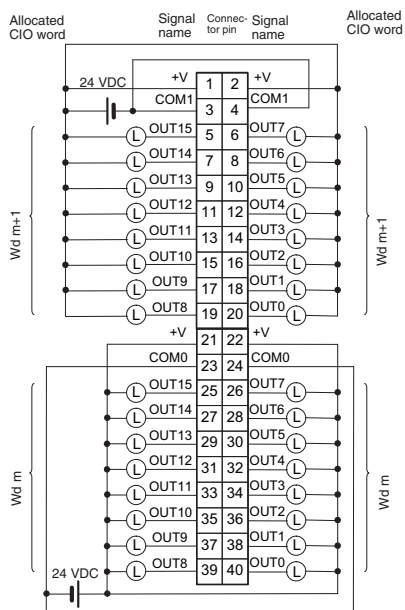 Allocated CIO word Signal name Connec-tor pin Signal name Allocated CIO word
24 VDC +V 1 2 +V
COM1 3 4 COM1
L OUT15 5 6 OUT7 L
L OUT14 7 8 OUT6 L
L OUT13 9 10 OUT5 L
L OUT12 11 12 OUT4 L
L OUT11 13 14 OUT3 L
L OUT10 15 16 OUT2 L
L OUT9 17 18 OUT1 L
L OUT8 19 20 OUT0 L
Wd m+1 Wd m+1
+V 21 22 +V
COM0 23 24 COM0
L OUT15 25 26 OUT7 L
L OUT14 27 28 OUT6 L
L OUT13 29 30 OUT5 L
L OUT12 31 32 OUT4 L
L OUT11 33 34 OUT3 L
L OUT10 35 36 OUT2 L
L OUT9 37 38 OUT1 L
L OUT8 39 40 OUT0 L
Wd m Wd m
24 VDC